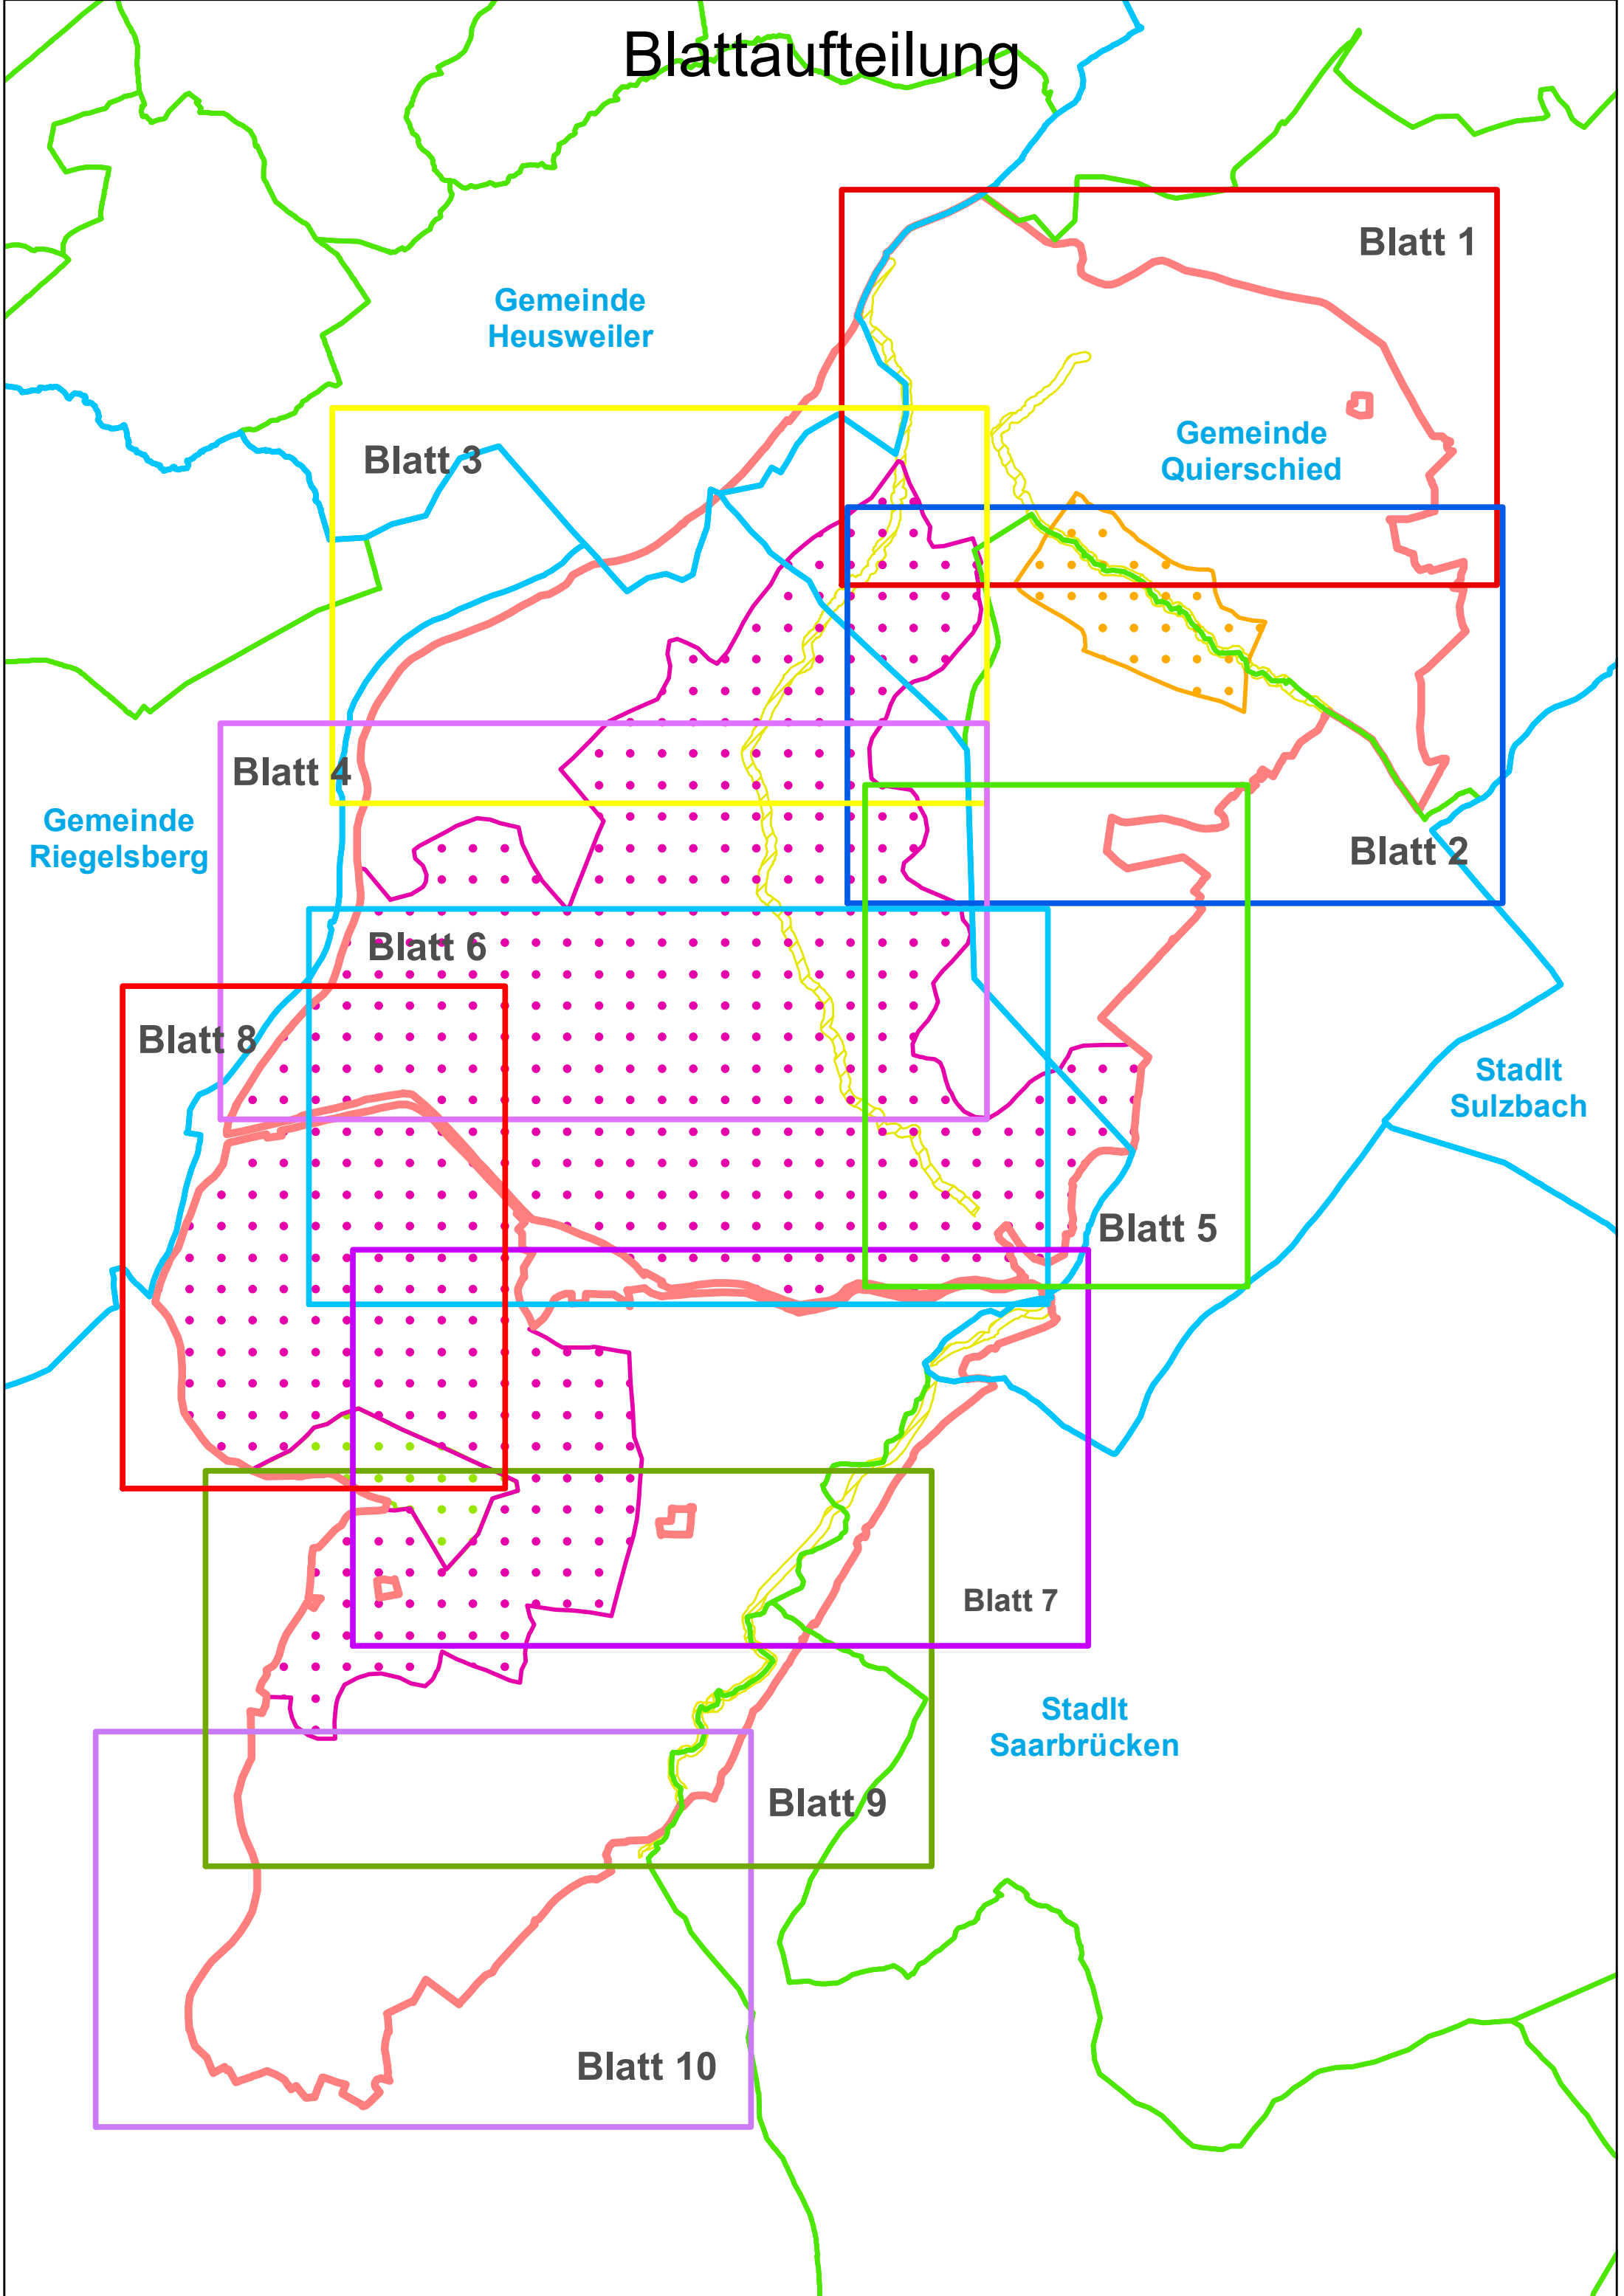 Blattaufteilung
Blatt 1
Gemeinde
Heusweiler
Gemeinde
Quierschied
Blatt 3
Blatt 4
Gemeinde
Riegelsberg
Blatt 2
Blatt 6
Blatt 8
Stadlt
Sulzbach
Blatt 5
Blatt 7
Stadlt
Saarbrücken
Blatt 9
Blatt 10